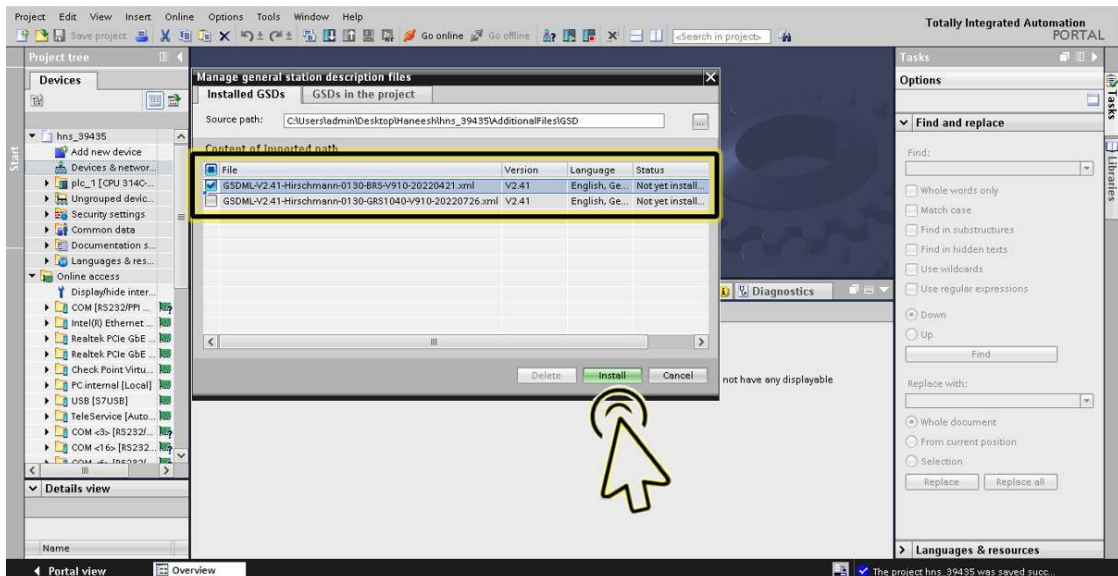 Project Edit View Insert Online Options Tools Window Help
Totally Integrated Automation
PORTAL
Save project Go online Go offline <Search in project>
Project tree
Devices
Start
hns_39435
Add new device
Devices & networ...
plc_1 [CPU 314C-...
Ungrouped devic...
Security settings
Common data
Documentation s...
Languages & res...
Online access
Display/hide inter...
COM [RS232/PPI ...
Intel(R) Ethernet ...
Realtek PCIe GbE ...
Realtek PCIe GbE ...
Check Point Virtu...
PC internal [Local]
USB [S7USB]
TeleService [Auto...
COM <3> [RS232/...
COM <16> [RS232...
Details view
Name
Manage general station description files
Installed GSDs GSDs in the project
Source path: C:\Users\admin\Desktop\Haneesh\hns_39435\AdditionalFiles\GSD
Content of imported path
File Version Language Status
GSDML-V2.41-Hirschmann-0130-BRS-V910-20220421.xml V2.41 English, Ge... Not yet install...
GSDML-V2.41-Hirschmann-0130-GRS1040-V910-20220726.xml V2.41 English, Ge... Not yet install...
Delete Install Cancel
Diagnostics
not have any displayable
Tasks
Options
Find and replace
Find:
Whole words only
Match case
Find in substructures
Find in hidden texts
Use wildcards
Use regular expressions
Down
Up
Find
Replace with:
Whole document
From current position
Selection
Replace Replace all
Languages & resources
Tasks
Libraries
Portal view Overview The project hns_39435 was saved succ...